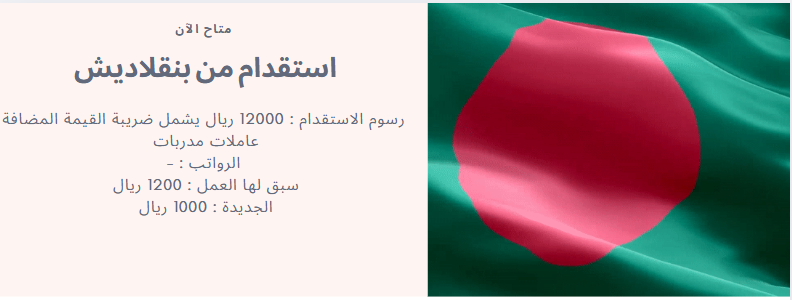 متاح الآن
استقدام من بنقلاديش
رسوم الاستقدام : 12000 ريال يشمل ضريبة القيمة المضافة
عاملات مدربات
الرواتب : -
سبق لها العمل : 1200 ريال
الجديدة : 1000 ريال